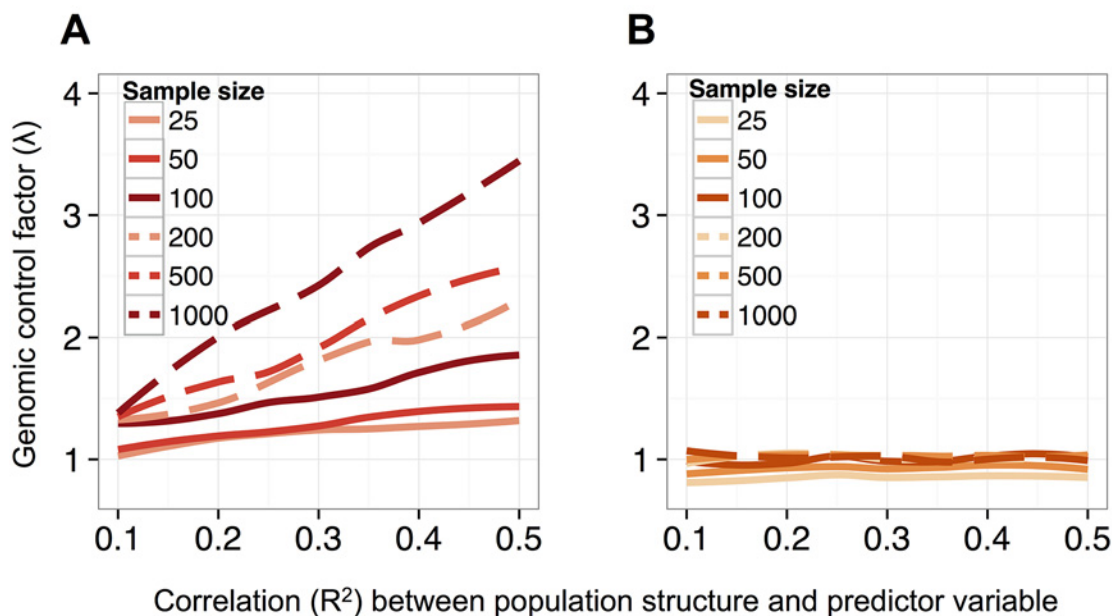 A
Genomic control factor (λ)
4
3
2
1
Sample size
25
50
100
200
500
1000
0.1 0.2 0.3 0.4 0.5
B
4
3
2
1
Sample size
25
50
100
200
500
1000
0.1 0.2 0.3 0.4 0.5
Correlation (R²) between population structure and predictor variable